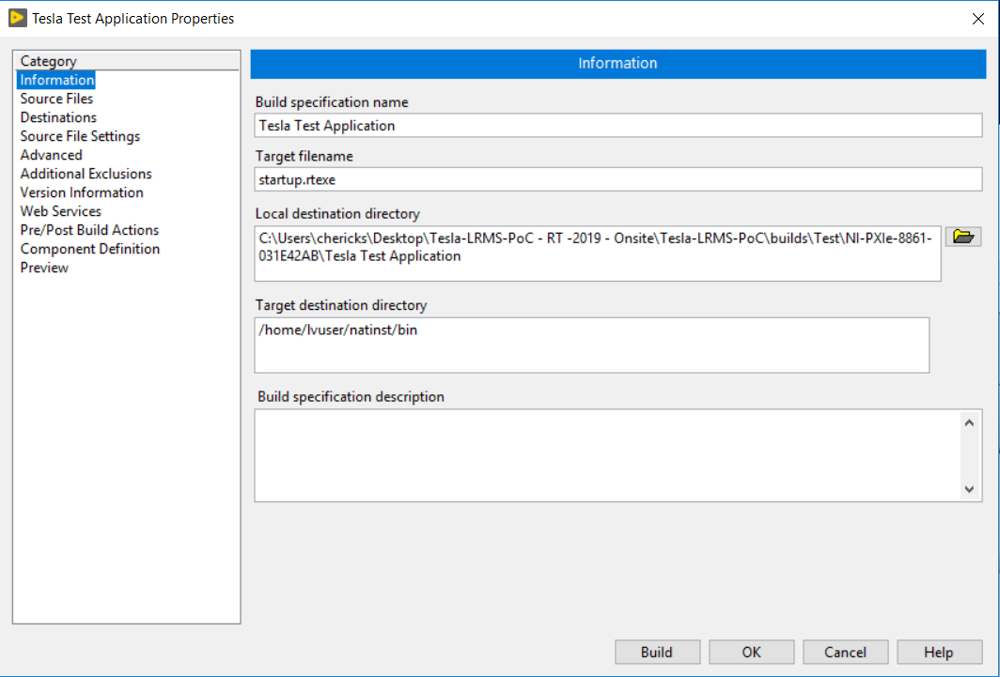 Tesla Test Application Properties
Category
Information
Source Files
Destinations
Source File Settings
Advanced
Additional Exclusions
Version Information
Web Services
Pre/Post Build Actions
Component Definition
Preview
Information
Build specification name
Tesla Test Application
Target filename
startup.rtexe
Local destination directory
C:\Users\chericks\Desktop\Tesla-LRMS-PoC - RT -2019 - Onsite\Tesla-LRMS-PoC\builds\Test\NI-PXIe-8861-
031E42AB\Tesla Test Application
Target destination directory
/home/lvuser/natinst/bin
Build specification description
Build
OK
Cancel
Help